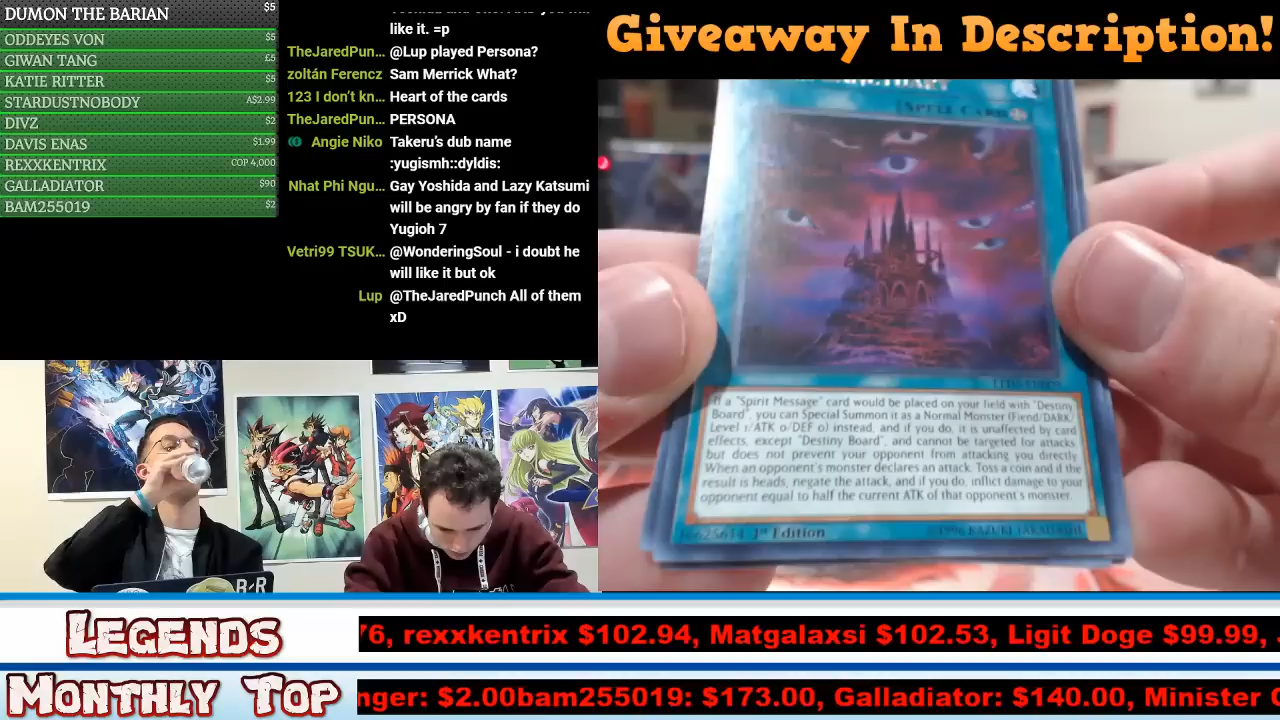 DUMON THE BARIAN $5
ODDEYES VON $5
GIWAN TANG £5
KATIE RITTER $5
STARDUSTNOBODY A$2.99
DIVZ $2
DAVIS ENAS $1.99
REXXKENTRIX COP 4,000
GALLADIATOR $90
BAM255019 $2
like it. =p
TheJaredPun... @Lup played Persona?
zoltán Ferencz Sam Merrick What?
123 I don't kn... Heart of the cards
TheJaredPun... PERSONA
Angie Niko Takeru's dub name
:yugismh::dyldis:
Nhat Phi Ngu... Gay Yoshida and Lazy Katsumi
will be angry by fan if they do
Yugioh 7
Vetri99 TSUK... @WonderingSoul - i doubt he
will like it but ok
Lup @TheJaredPunch All of them
xD
Giveaway In Description!
Spell Card
If a "Spirit Message" card would be placed on your field with "Destiny
Board", you can Special Summon it as a Normal Monster (Fiend/DARK/
Level 1/ATK 0/DEF 0) instead, and if you do, it is unaffected by card
effects, except "Destiny Board", and cannot be targeted for attacks
but does not prevent your opponent from attacking you directly
When an opponent's monster declares an attack: Toss a coin and if the
result is heads, negate the attack, and if you do, inflict damage to your
opponent equal to half the current ATK of that opponent's monster.
1st Edition
©1996 KAZUKI TAKAHASHI
B-R
Legends
76, rexxkentrix $102.94, Matgalaxsi $102.53, Ligit Doge $99.99,
Monthly Top
nger: $2.00bam255019: $173.00, Galladiator: $140.00, Minister